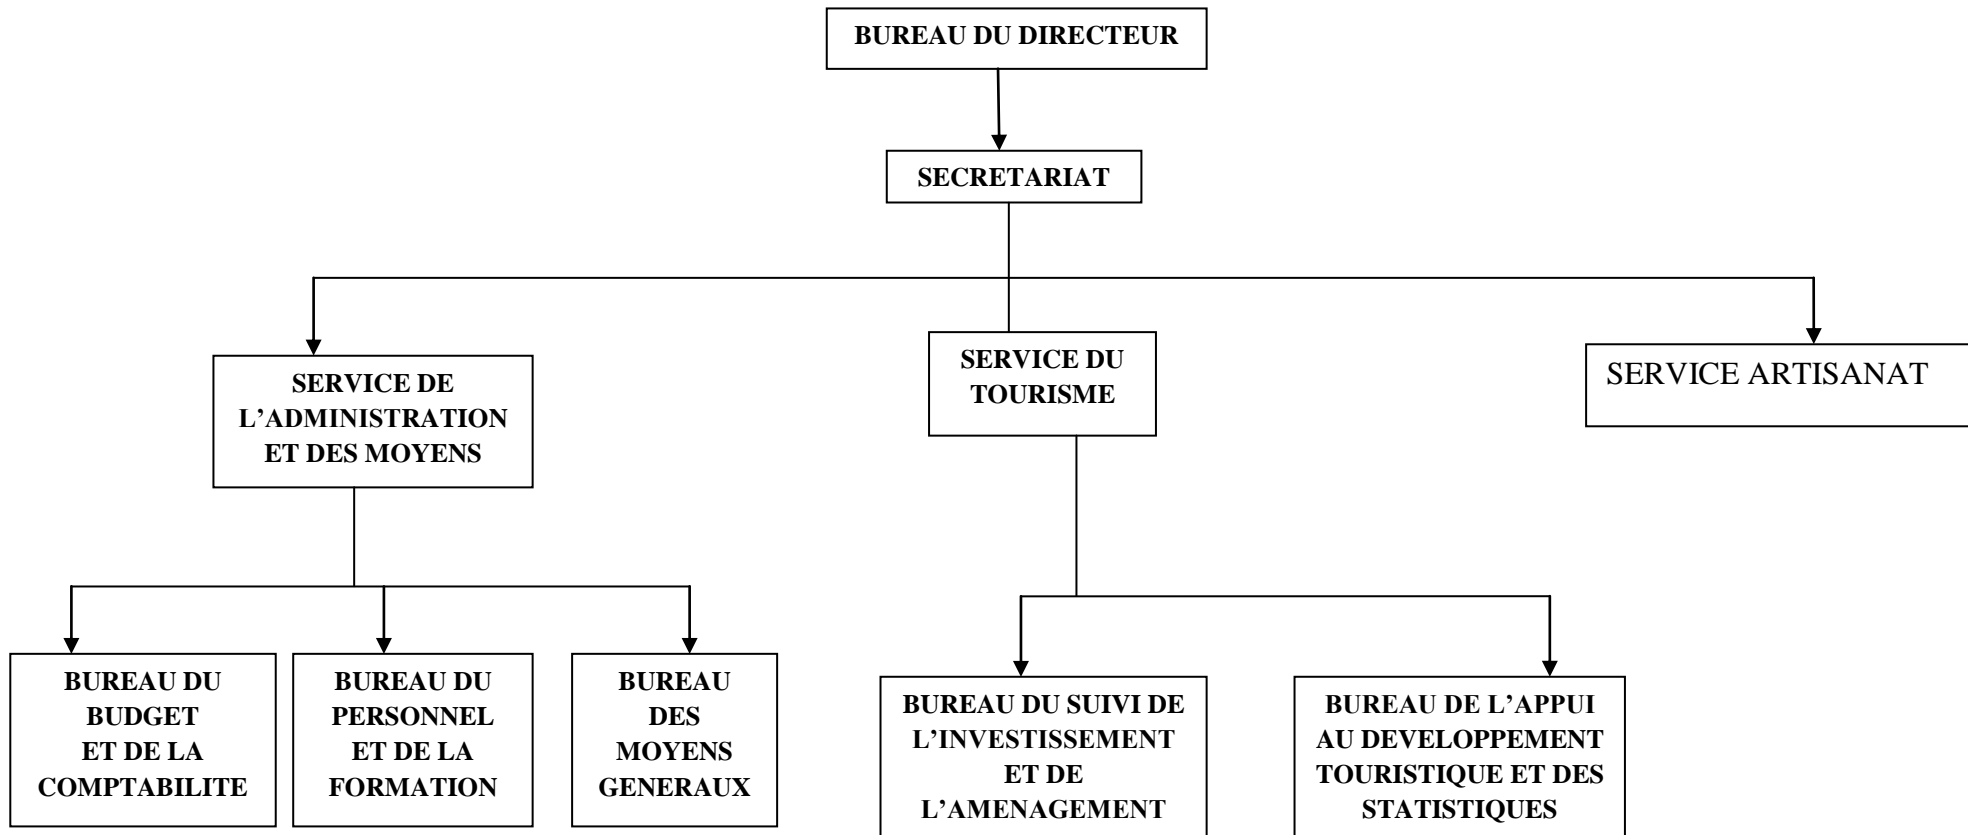 BUREAU DU DIRECTEUR
SECRETARIAT
SERVICE DE
L’ADMINISTRATION
ET DES MOYENS
SERVICE DU
TOURISME
SERVICE ARTISANAT
BUREAU DU
BUDGET
ET DE LA
COMPTABILITE
BUREAU DU
PERSONNEL
ET DE LA
FORMATION
BUREAU
DES
MOYENS
GENERAUX
BUREAU DU SUIVI DE
L’INVESTISSEMENT
ET DE
L’AMENAGEMENT
BUREAU DE L’APPUI
AU DEVELOPPEMENT
TOURISTIQUE ET DES
STATISTIQUES